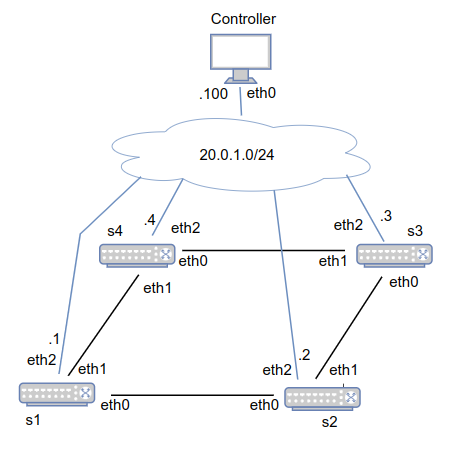 Controller
.100 eth0
20.0.1.0/24
.4
.3
s4
eth2
eth2
s3
eth0
eth1
eth1
eth0
.1
.2
eth2
eth1
eth2
eth1
eth0
eth0
s1
s2